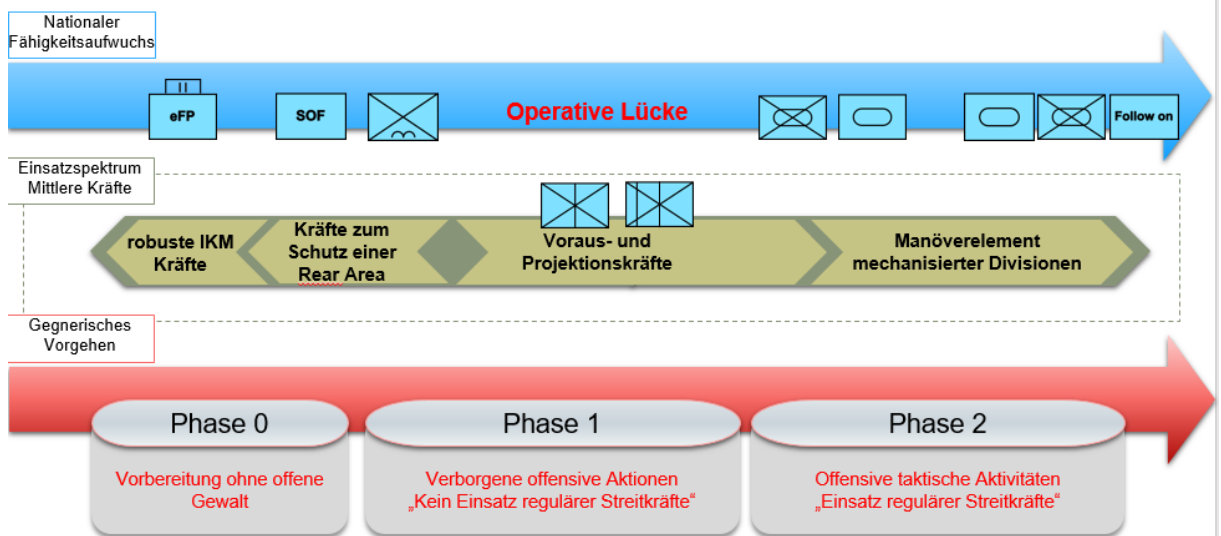 Nationaler
Fähigkeitsaufwuchs
eFP
SOF
Operative Lücke
Follow on
Einsatzspektrum
Mittlere Kräfte
robuste IKM
Kräfte
Kräfte zum
Schutz einer
Rear Area
Voraus- und
Projektionskräfte
Manöverelement
mechanisierter Divisionen
Gegnerisches
Vorgehen
Phase 0
Vorbereitung ohne offene
Gewalt
Phase 1
Verborgene offensive Aktionen
„Kein Einsatz regulärer Streitkräfte“
Phase 2
Offensive taktische Aktivitäten
„Einsatz regulärer Streitkräfte“